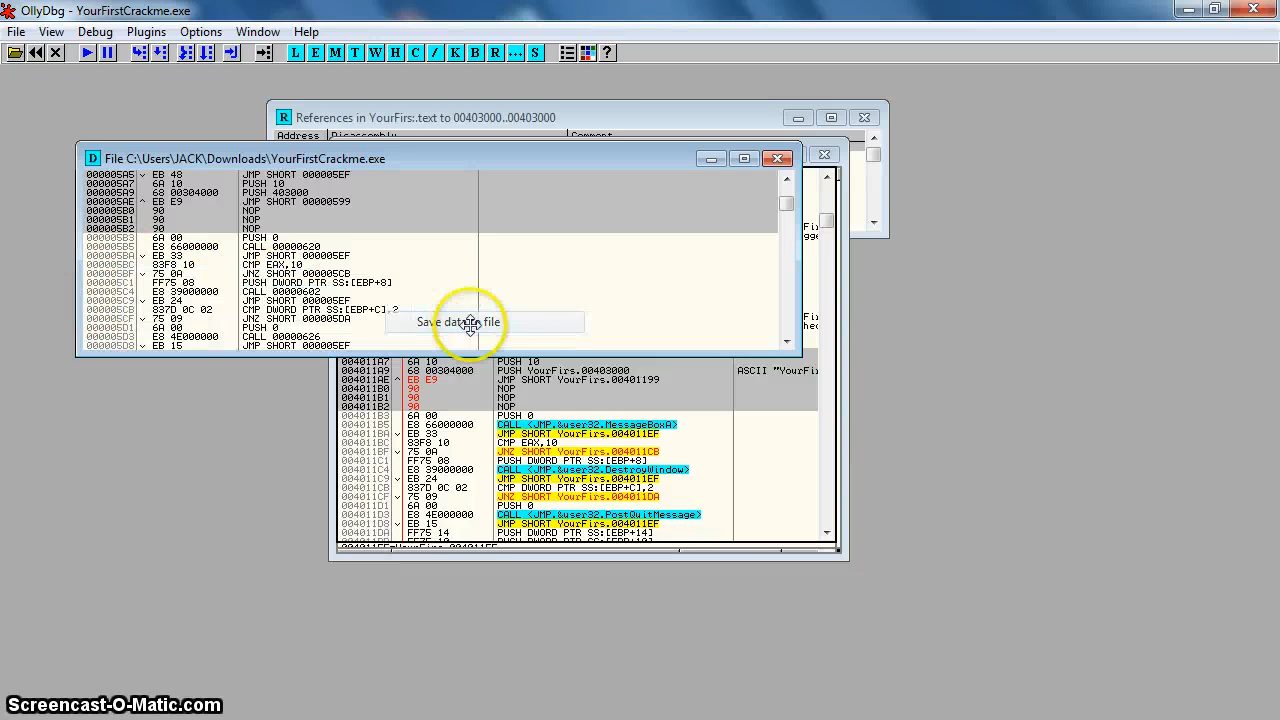 OllyDbg - YourFirstCrackme.exe
File View Debug Plugins Options Window Help
L E M T W H C / K B R ... S ?
References in YourFirs:.text to 00403000..00403000
Address Disassembly Comment
File C:\Users\JACK\Downloads\YourFirstCrackme.exe
EB 48 JMP SHORT 000005EF
6A 10 PUSH 10
68 00304000 PUSH 403000
000005AE EB E9 JMP SHORT 00000599
000005B0 90 NOP
000005B1 90 NOP
000005B2 90 NOP
000005B3 6A 00 PUSH 0
000005B5 E8 66000000 CALL 00000620
000005BA EB 33 JMP SHORT 000005EF
000005BC 83F8 10 CMP EAX,10
000005BF 75 0A JNZ SHORT 000005CB
000005C1 FF75 08 PUSH DWORD PTR SS:[EBP+8]
000005C4 E8 39000000 CALL 00000602
000005C9 EB 24 JMP SHORT 000005EF
000005CB 837D 0C 02 CMP DWORD PTR SS:[EBP+C],2
000005CF 75 09 JNZ SHORT 000005DA
000005D1 6A 00 PUSH 0
000005D3 E8 4E000000 CALL 00000626
000005D8 EB 15 JMP SHORT 000005EF
Save data to file
004011A7 6A 10 PUSH 10
004011A9 68 00304000 PUSH YourFirs.00403000 ASCII "YourFi
004011AE EB E9 JMP SHORT YourFirs.00401199
004011B0 90 NOP
004011B1 90 NOP
004011B2 90 NOP
004011B3 6A 00 PUSH 0
004011B5 E8 66000000 CALL <JMP.&user32.MessageBoxA>
004011BA EB 33 JMP SHORT YourFirs.004011EF
004011BC 83F8 10 CMP EAX,10
004011BF 75 0A JNZ SHORT YourFirs.004011CB
004011C1 FF75 08 PUSH DWORD PTR SS:[EBP+8]
004011C4 E8 39000000 CALL <JMP.&user32.DestroyWindow>
004011C9 EB 24 JMP SHORT YourFirs.004011EF
004011CB 837D 0C 02 CMP DWORD PTR SS:[EBP+C],2
004011CF 75 09 JNZ SHORT YourFirs.004011DA
004011D1 6A 00 PUSH 0
004011D3 E8 4E000000 CALL <JMP.&user32.PostQuitMessage>
004011D8 EB 15 JMP SHORT YourFirs.004011EF
004011DA FF75 14 PUSH DWORD PTR SS:[EBP+14]
Screencast-O-Matic.com